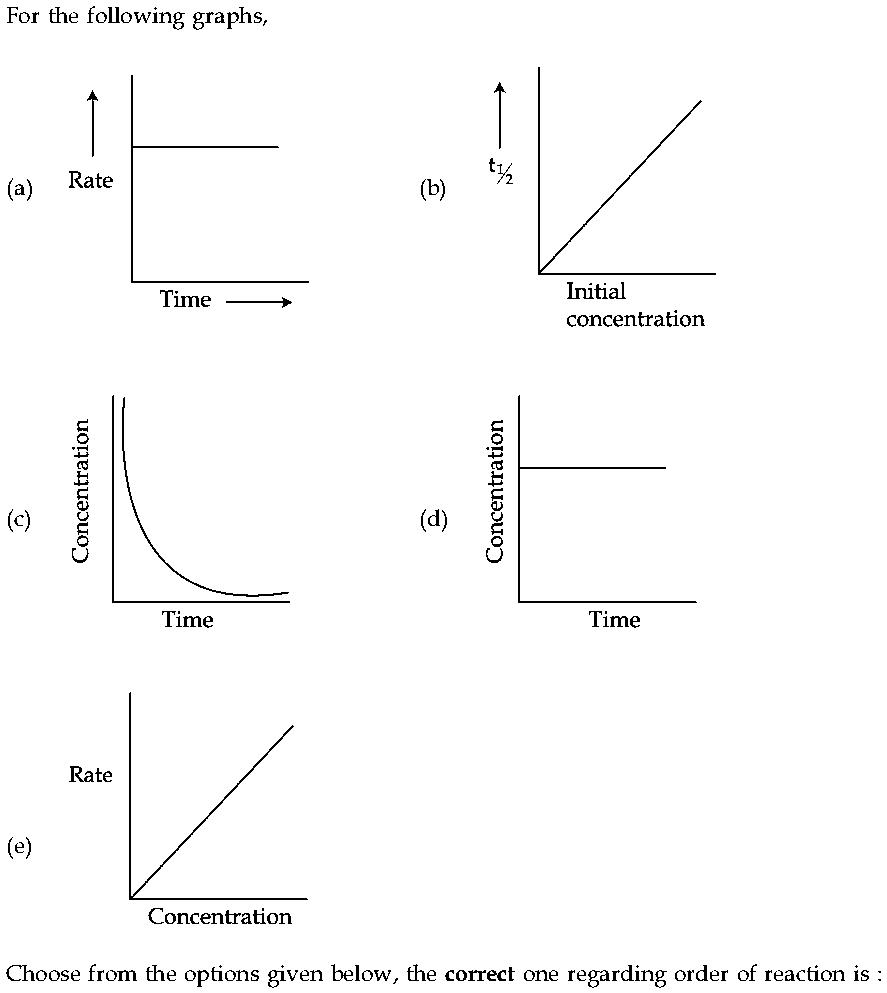 For the following graphs,
(a)
Rate
Time
(b)
t½
Initial
concentration
(c)
Concentration
Time
(d)
Concentration
Time
(e)
Rate
Concentration
Choose from the options given below, the correct one regarding order of reaction is :